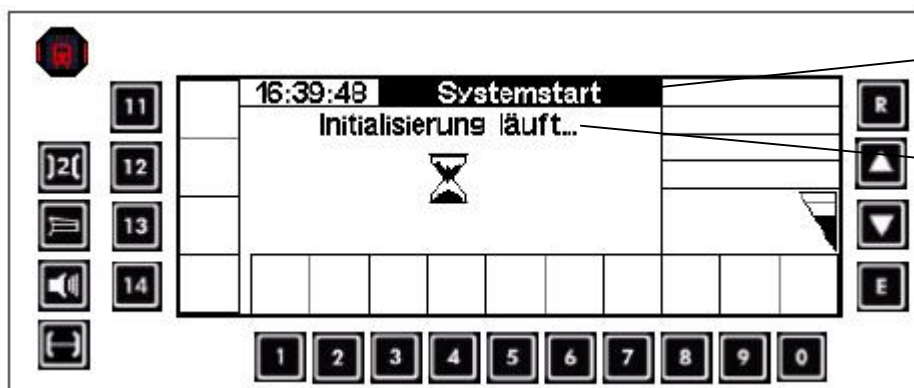 16:39:48 Systemstart
Initialisierung läuft...
11
R
)2( 12
13
14
E
1 2 3 4 5 6 7 8 9 0